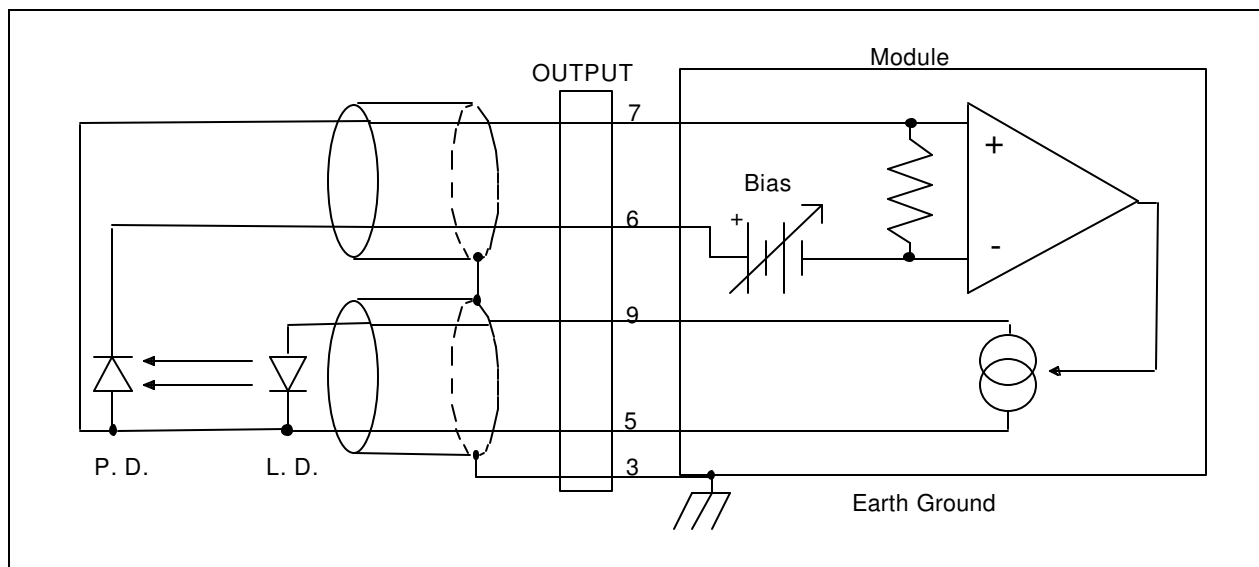 Module
OUTPUT
7
+
Bias
+
6
-
9
5
P. D.
L. D.
3
Earth Ground